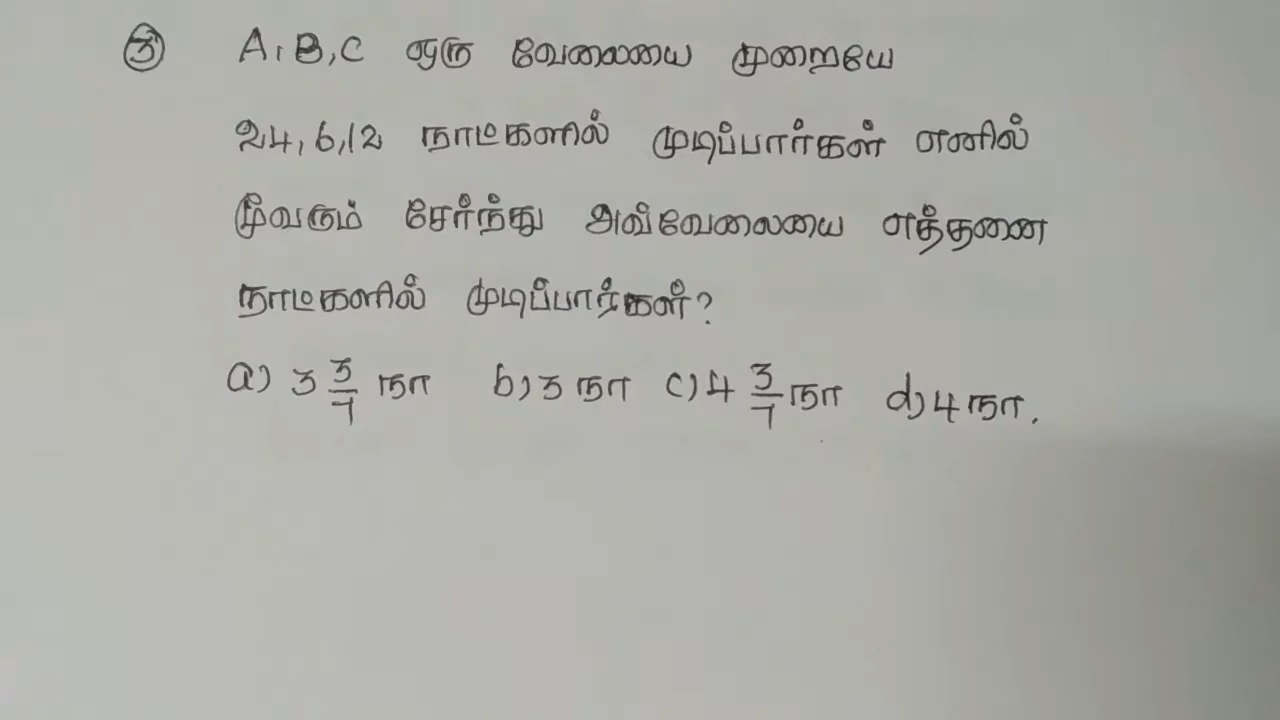 ③ A, B, C ஒரு வேலையை முறையே
24, 6, 12 நாட்களில் முடிப்பார்கள் எனில்
மூவரும் சேர்ந்து அவ்வேலையை எத்தனை
நாட்களில் முடிப்பார்கள்?
a) 3 3/7 நா b) 3 நா c) 4 3/7 நா d) 4 நா.